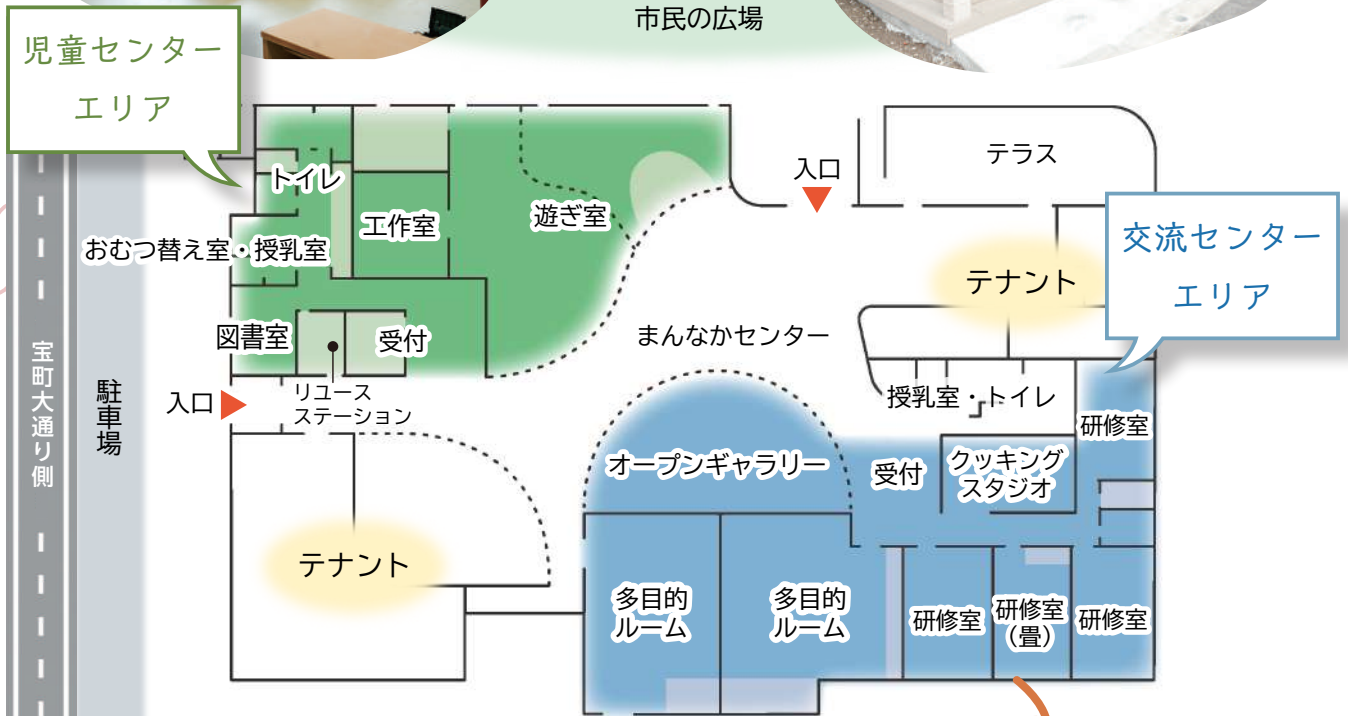 市民の広場
児童センター
エリア
テラス
入口
トイレ
工作室
遊ぎ室
交流センター
エリア
おむつ替え室・授乳室
テナント
図書室
受付
まんなかセンター
宝町大通り側
駐車場
入口
リユース
ステーション
授乳室・トイレ
研修室
オープンギャラリー
受付
クッキング
スタジオ
テナント
多目的
ルーム
多目的
ルーム
研修室
研修室
（畳）
研修室